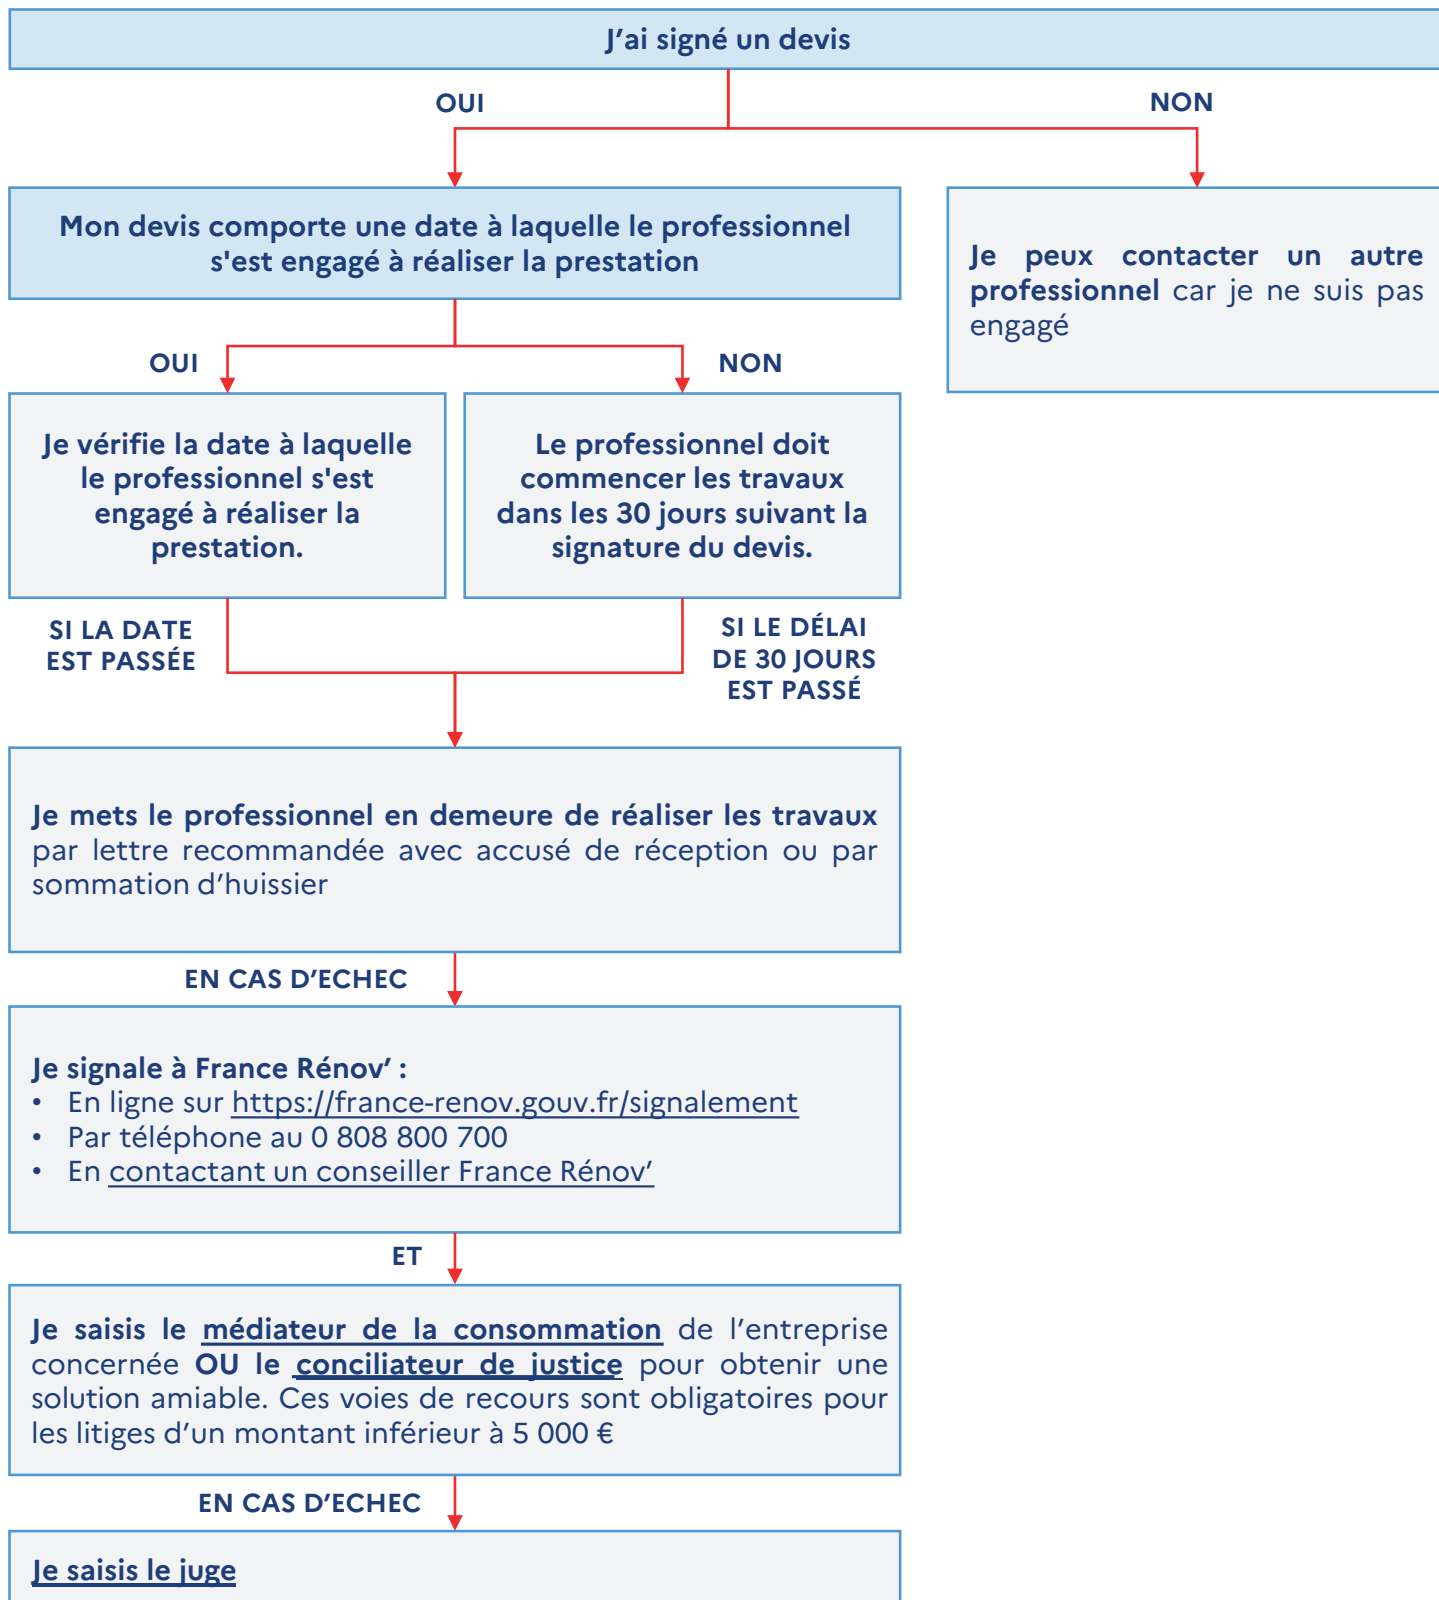 J’ai signé un devis
OUI
NON
Mon devis comporte une date à laquelle le professionnel
s'est engagé à réaliser la prestation
Je peux contacter un autre
professionnel car je ne suis pas
engagé
OUI
NON
Je vérifie la date à laquelle
le professionnel s'est
engagé à réaliser la
prestation.
Le professionnel doit
commencer les travaux
dans les 30 jours suivant la
signature du devis.
SI LA DATE
EST PASSÉE
SI LE DÉLAI
DE 30 JOURS
EST PASSÉ
Je mets le professionnel en demeure de réaliser les travaux
par lettre recommandée avec accusé de réception ou par
sommation d’huissier
EN CAS D’ECHEC
Je signale à France Rénov’ :
• En ligne sur https://france-renov.gouv.fr/signalement
• Par téléphone au 0 808 800 700
• En contactant un conseiller France Rénov’
ET
Je saisis le médiateur de la consommation de l’entreprise
concernée OU le conciliateur de justice pour obtenir une
solution amiable. Ces voies de recours sont obligatoires pour
les litiges d’un montant inférieur à 5 000 €
EN CAS D’ECHEC
Je saisis le juge